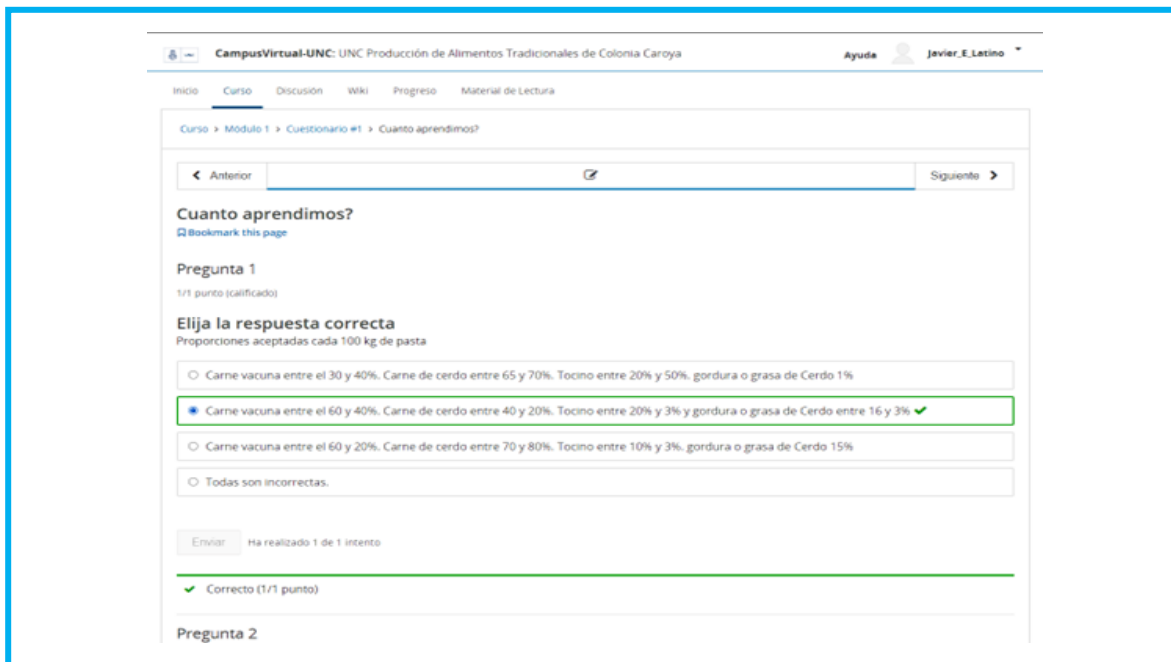 CampusVirtual-UNC: UNC Producción de Alimentos Tradicionales de Colonia Caroya
Ayuda
Javier_E_Latino
Inicio Curso Discusión Wiki Progreso Material de Lectura
Curso > Módulo 1 > Cuestionario #1 > Cuanto aprendimos?
Anterior
Siguiente
Cuanto aprendimos?
Bookmark this page
Pregunta 1
1/1 punto (calificado)
Elija la respuesta correcta
Proporciones aceptadas cada 100 kg de pasta
Carne vacuna entre el 30 y 40%. Carne de cerdo entre 65 y 70%. Tocino entre 20% y 50%. gordura o grasa de Cerdo 1%
Carne vacuna entre el 60 y 40%. Carne de cerdo entre 40 y 20%. Tocino entre 20% y 3% y gordura o grasa de Cerdo entre 16 y 3%
Carne vacuna entre el 60 y 20%. Carne de cerdo entre 70 y 80%. Tocino entre 10% y 3%. gordura o grasa de Cerdo 15%
Todas son incorrectas.
Enviar Ha realizado 1 de 1 intento
Correcto (1/1 punto)
Pregunta 2